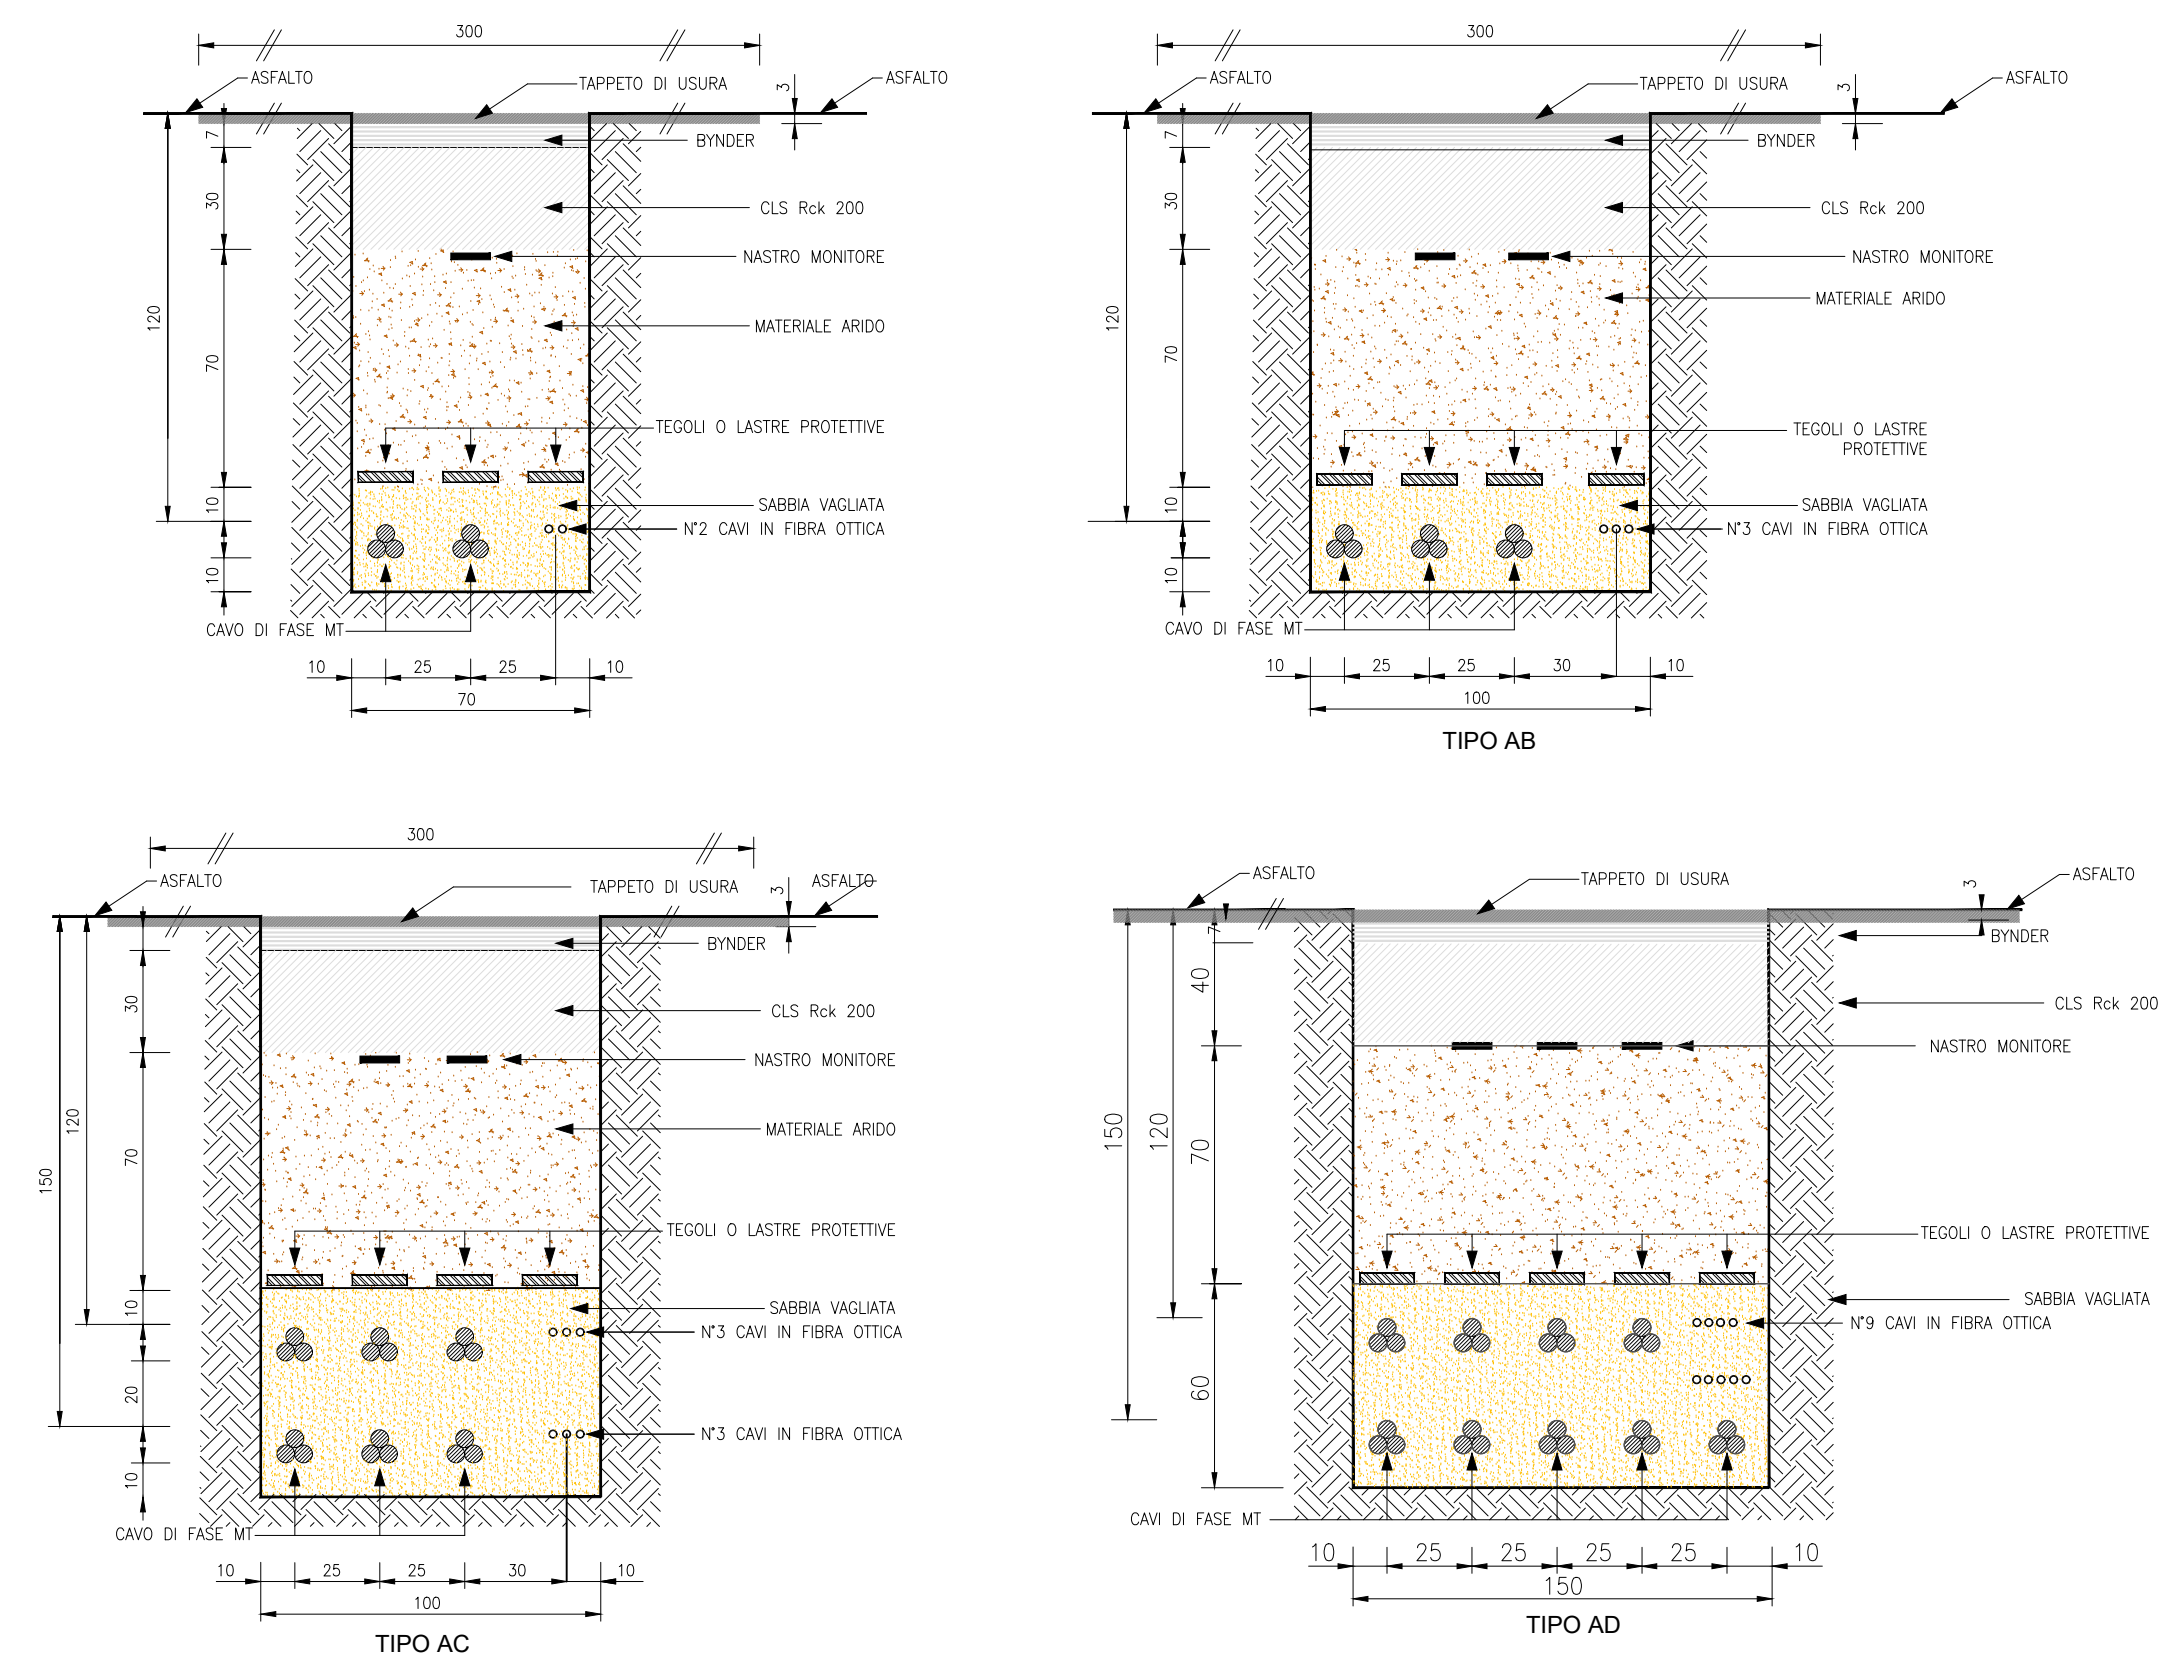 300
ASFALTO
TAPPETO DI USURA
3
ASFALTO
7
BYNDER
30
CLS Rck 200
NASTRO MONITORE
120
70
MATERIALE ARIDO
TEGOLI O LASTRE PROTETTIVE
10
SABBIA VAGLIATA
N°2 CAVI IN FIBRA OTTICA
10
CAVO DI FASE MT
10 25 25 10
70
300
ASFALTO
TAPPETO DI USURA
3
ASFALTO
7
BYNDER
30
CLS Rck 200
NASTRO MONITORE
MATERIALE ARIDO
120
70
TEGOLI O LASTRE
PROTETTIVE
10
SABBIA VAGLIATA
N°3 CAVI IN FIBRA OTTICA
10
CAVO DI FASE MT
10 25 25 30 10
100
TIPO AB
300
ASFALTO
TAPPETO DI USURA
3
ASFALTO
BYNDER
30
CLS Rck 200
NASTRO MONITORE
120
MATERIALE ARIDO
70
150
TEGOLI O LASTRE PROTETTIVE
10
SABBIA VAGLIATA
N°3 CAVI IN FIBRA OTTICA
20
N°3 CAVI IN FIBRA OTTICA
10
CAVO DI FASE MT
10 25 25 30 10
100
TIPO AC
ASFALTO
TAPPETO DI USURA
3
ASFALTO
7
BYNDER
40
CLS Rck 200
NASTRO MONITORE
150
120
70
TEGOLI O LASTRE PROTETTIVE
SABBIA VAGLIATA
N°9 CAVI IN FIBRA OTTICA
60
CAVI DI FASE MT
10 25 25 25 25 10
150
TIPO AD